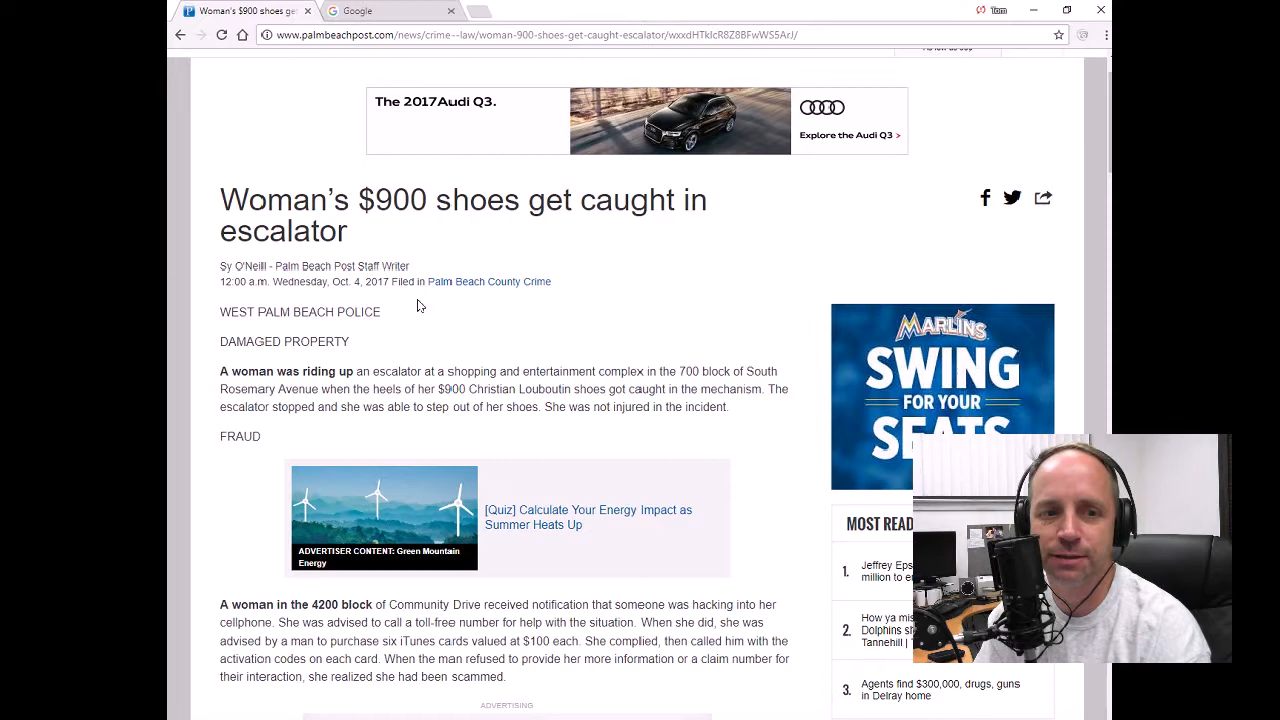 Woman's $900 shoes get
Google
Tom
www.palmbeachpost.com/news/crime--law/woman-900-shoes-get-caught-escalator/
The 2017Audi Q3.
Explore the Audi Q3 >
Woman's $900 shoes get caught in
escalator
Sy O'Neill - Palm Beach Post Staff Writer
12:00 a.m. Wednesday, Oct. 4, 2017 Filed in Palm Beach County Crime
WEST PALM BEACH POLICE
DAMAGED PROPERTY
A woman was riding up an escalator at a shopping and entertainment complex in the 700 block of South
Rosemary Avenue when the heels of her $900 Christian Louboutin shoes got caught in the mechanism. The
escalator stopped and she was able to step out of her shoes. She was not injured in the incident.
FRAUD
[Quiz] Calculate Your Energy Impact as
Summer Heats Up
ADVERTISER CONTENT: Green Mountain
Energy
A woman in the 4200 block of Community Drive received notification that someone was hacking into her
cellphone. She was advised to call a toll-free number for help with the situation. When she did, she was
advised by a man to purchase six iTunes cards valued at $100 each. She complied, then called him with the
activation codes on each card. When the man refused to provide her more information or a claim number for
their interaction, she realized she had been scammed.
ADVERTISING
MARLINS
SWING
FOR YOUR
SEATS
MOST READ
1.
Jeffrey Eps
million to e
2.
How ya mis
Dolphins s
Tannehill |
3.
Agents find $300,000, drugs, guns
in Delray home